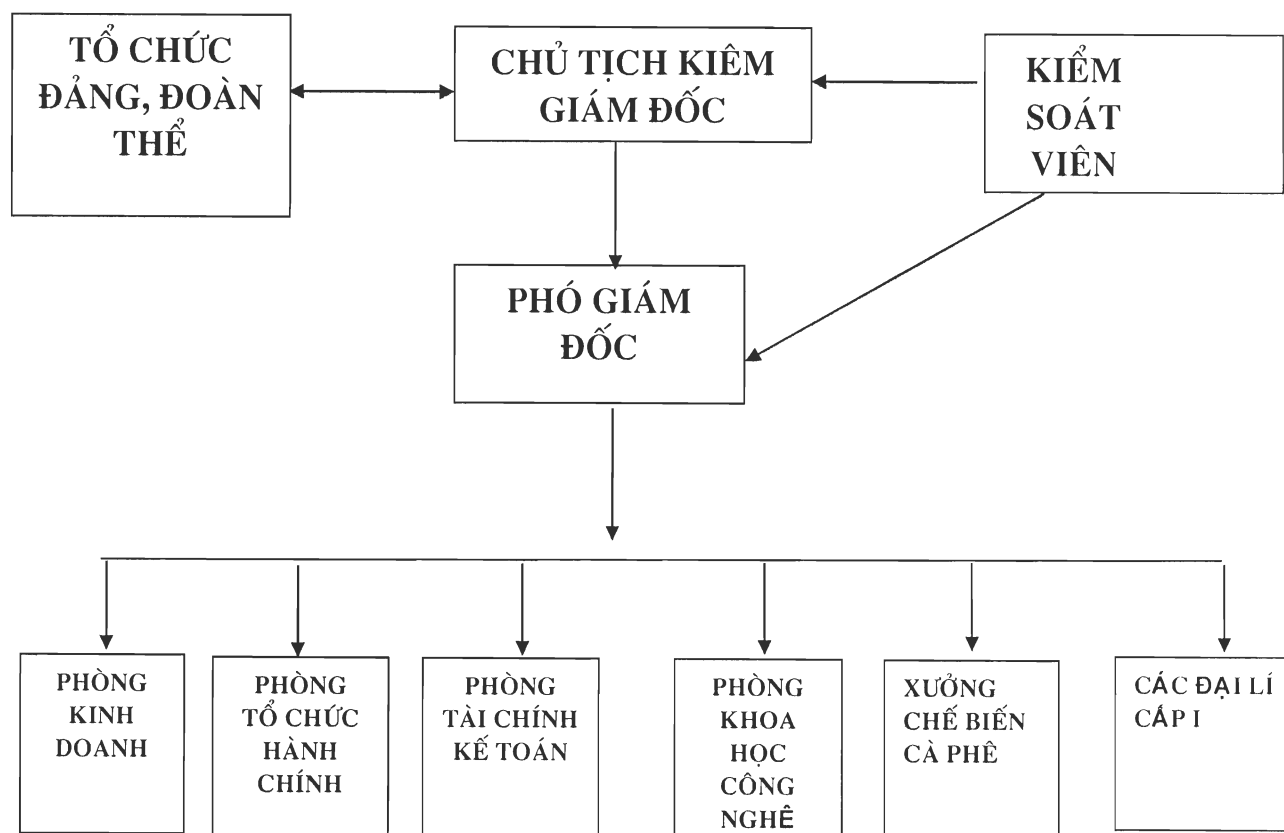 TỔ CHỨC
ĐẢNG, ĐOÀN
THỂ
CHỦ TỊCH KIÊM
GIÁM ĐỐC
KIỂM
SOÁT
VIÊN
PHÓ GIÁM
ĐỐC
PHÒNG
KINH
DOANH
PHÒNG
TỔ CHỨC
HÀNH
CHÍNH
PHÒNG
TÀI CHÍNH
KẾ TOÁN
PHÒNG
KHOA
HỌC
CÔNG
NGHÊ
XƯỞNG
CHẾ BIẾN
CÀ PHÊ
CÁC ĐẠI LÍ
CẤP I